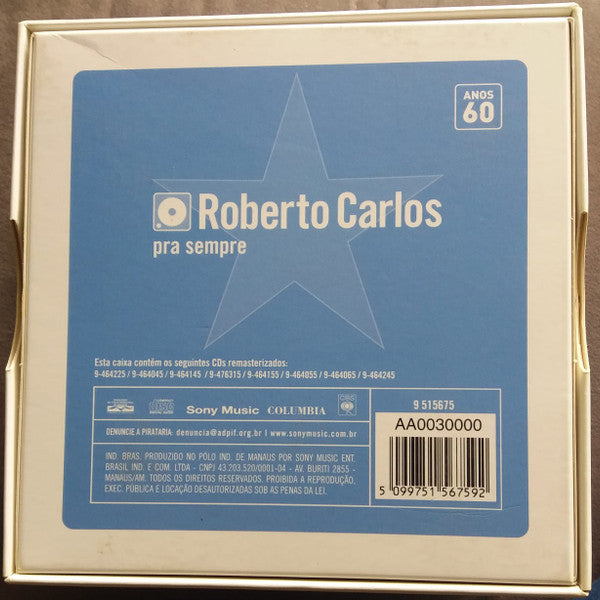 ANOS
60
Roberto Carlos
pra sempre
Esta caixa contém os seguintes CDs remasterizados:
9-464225 / 9-464045 / 9-464145 / 9-476315 / 9-464155 / 9-464055 / 9-464065 / 9-464245
Sony Music COLUMBIA CBS
9 515675
DENUNCIE A PIRATARIA: denuncia@adpif.org.br I www.sonymusic.com.br
AA0030000
IND. BRAS. PRODUZIDO NO PÓLO IND. DE MANAUS POR SONY MUSIC ENT.
BRASIL IND. E COM. LTDA - CNPJ 43.203.520/0001-04 - AV. BURITI 2855 -
MANAUS/AM. TODOS OS DIREITOS RESERVADOS. PROIBIDA A REPRODUÇÃO,
EXEC. PÚBLICA E LOCAÇÃO DESAUTORIZADAS SOB AS PENAS DA LEI.
5 099751 567592